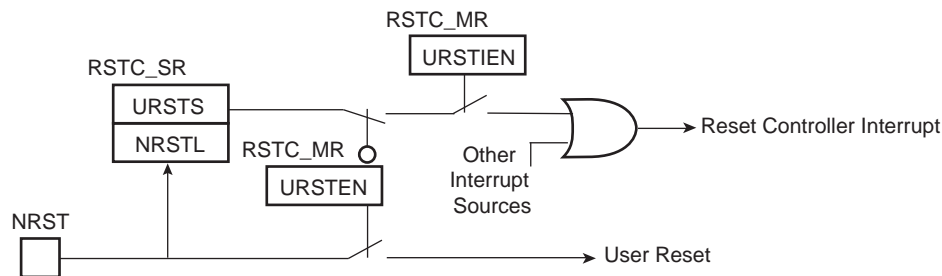 RSTC_MR
URSTIEN
RSTC_SR
URSTS
NRSTL
RSTC_MR
URSTEN
Reset Controller Interrupt
Other
Interrupt
Sources
NRST
User Reset